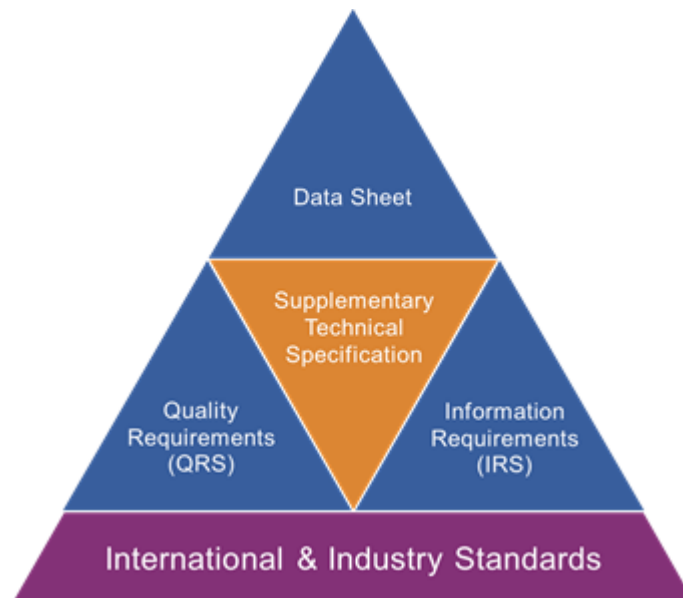 Data Sheet
Supplementary
Technical
Specification
Quality
Requirements
(QRS)
Information
Requirements
(IRS)
International & Industry Standards